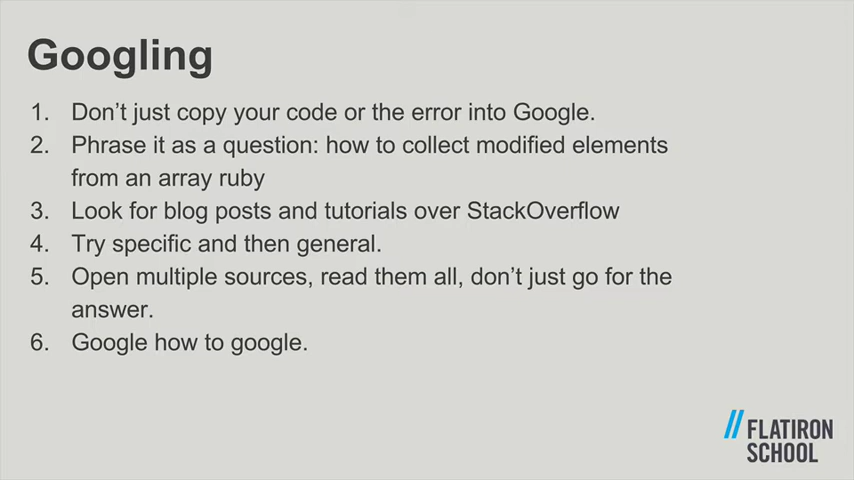 Googling
1. Don’t just copy your code or the error into Google.
2. Phrase it as a question: how to collect modified elements
from an array ruby
3. Look for blog posts and tutorials over StackOverflow
4. Try specific and then general.
5. Open multiple sources, read them all, don’t just go for the
answer.
6. Google how to google.
// FLATIRON
SCHOOL